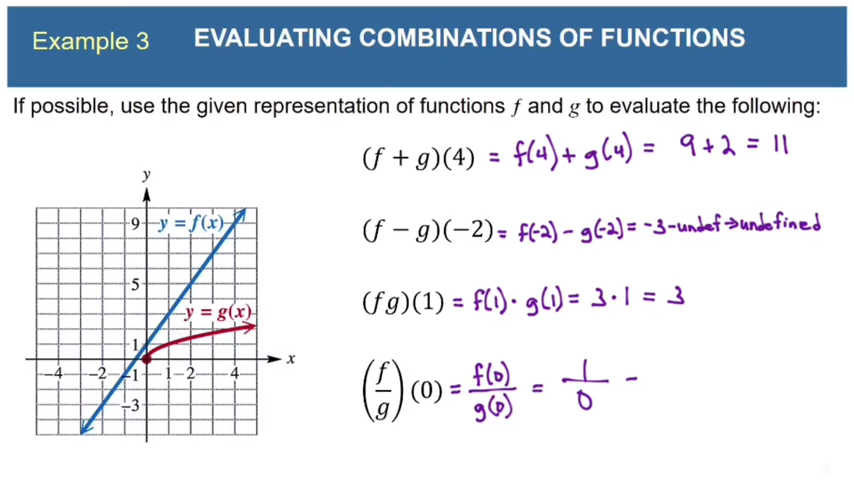 Example 3 EVALUATING COMBINATIONS OF FUNCTIONS
If possible, use the given representation of functions f and g to evaluate the following:
(f + g)(4) = f(4) + g(4) = 9 + 2 = 11
(f − g)(−2) = f(-2) - g(-2) = -3 - undef → undefined
(fg)(1) = f(1) · g(1) = 3 · 1 = 3
(f/g)(0) = f(0)/g(0) = 1/0 =
y
9
y = f(x)
5
y = g(x)
1
−4 −2 1 2 4 x
−1
−3